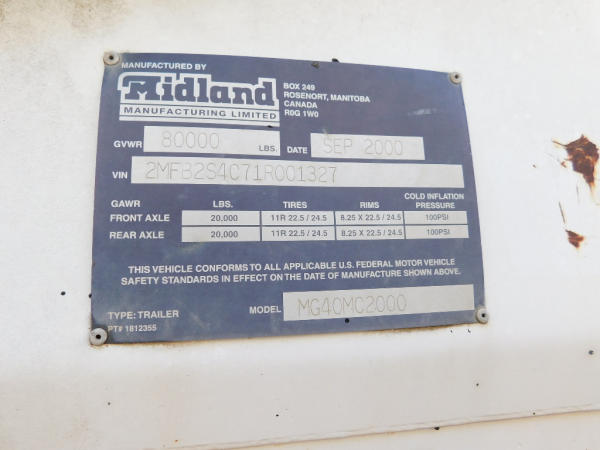 MANUFACTURED BY
Midland
MANUFACTURING LIMITED
BOX 249
ROSENORT, MANITOBA
CANADA
R0G 1W0
GVWR 80000 LBS. DATE SEP 2000
VIN 2MFB2S4C71R001327
GAWR LBS. TIRES RIMS COLD INFLATION PRESSURE
FRONT AXLE 20,000 11R 22.5 / 24.5 8.25 X 22.5 / 24.5 100PSI
REAR AXLE 20,000 11R 22.5 / 24.5 8.25 X 22.5 / 24.5 100PSI
THIS VEHICLE CONFORMS TO ALL APPLICABLE U.S. FEDERAL MOTOR VEHICLE
SAFETY STANDARDS IN EFFECT ON THE DATE OF MANUFACTURE SHOWN ABOVE.
TYPE: TRAILER MODEL MG40MC2000
PT# 1812355